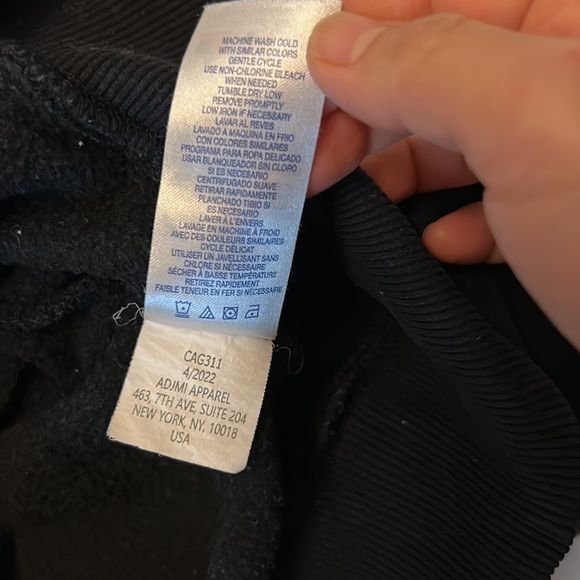 MACHINE WASH COLD
WITH SIMILAR COLORS
GENTLE CYCLE
USE NON-CHLORINE BLEACH
WHEN NEEDED
TUMBLE DRY LOW
REMOVE PROMPTLY
LOW IRON IF NECESSARY
LAVAR AL REVES
LAVADO A MAQUINA EN FRIO
CON COLORES SIMILARES
PROGRAMA PARA ROPA DELICADO
USAR BLANQUEADOR SIN CLORO
SI ES NECESARIO
CENTRIFUGADO SUAVE
RETIRAR RAPIDAMENTE
PLANCHADO TIBIO SI
ES NECESARIO
LAVER À L'ENVERS
LAVAGE EN MACHINE À FROID
AVEC DES COULEURS SIMILAIRES
CYCLE DÉLICAT
UTILISER UN JAVELLISANT SANS
CHLORE SI NÉCESSAIRE
SÉCHER À BASSE TEMPÉRATURE
RETIREZ RAPIDEMENT
FAIBLE TENEUR EN FER SI NÉCESSAIRE
CAG311
4/2022
ADJMI APPAREL
463, 7TH AVE, SUITE 204
NEW YORK, NY. 10018
USA